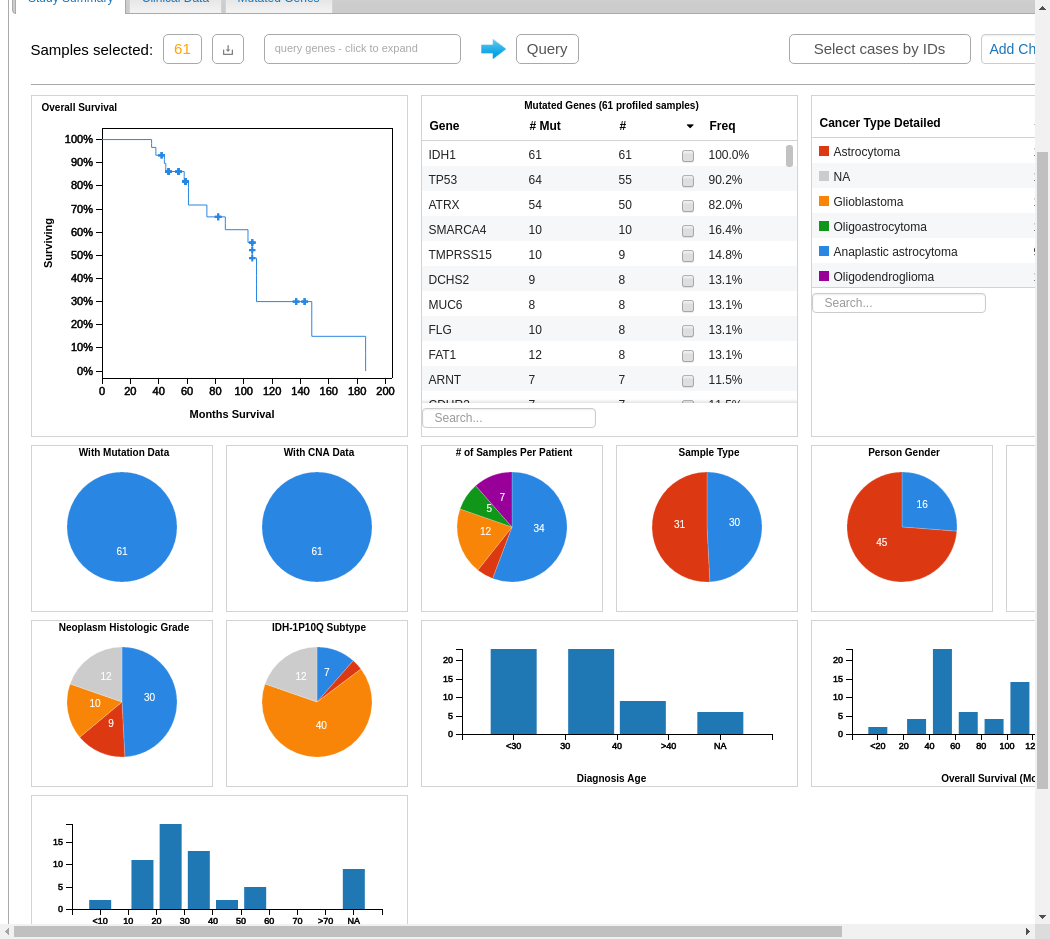 Study Summary Clinical Data Mutated Genes
Samples selected: 61 query genes - click to expand Query Select cases by IDs Add Ch
Overall Survival
100%
90%
80%
70%
60%
50%
40%
30%
20%
10%
0%
Surviving
0 20 40 60 80 100 120 140 160 180 200
Months Survival
Mutated Genes (61 profiled samples)
Gene # Mut # Freq
IDH1 61 61 100.0%
TP53 64 55 90.2%
ATRX 54 50 82.0%
SMARCA4 10 10 16.4%
TMPRSS15 10 9 14.8%
DCHS2 9 8 13.1%
MUC6 8 8 13.1%
FLG 10 8 13.1%
FAT1 12 8 13.1%
ARNT 7 7 11.5%
Search...
Cancer Type Detailed
Astrocytoma
NA
Glioblastoma
Oligoastrocytoma
Anaplastic astrocytoma
Oligodendroglioma
Search...
With Mutation Data
61
With CNA Data
61
# of Samples Per Patient
7
5
12
34
Sample Type
31 30
Person Gender
16
45
Neoplasm Histologic Grade
12
30
10
9
IDH-1P10Q Subtype
12 7
40
20
15
10
5
0
<30 30 40 >40 NA
Diagnosis Age
20
15
10
5
0
<20 20 40 60 80 100 12
Overall Survival (Mo
15
10
5
0
<10 10 20 30 40 50 60 70 >70 NA